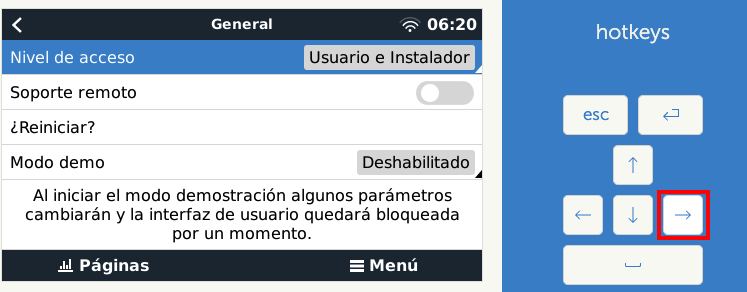 General
06:20
Nivel de acceso
Usuario e Instalador
Soporte remoto
¿Reiniciar?
Modo demo
Deshabilitado
Al iniciar el modo demostración algunos parámetros
cambiarán y la interfaz de usuario quedará bloqueada
por un momento.
Páginas
Menú
hotkeys
esc